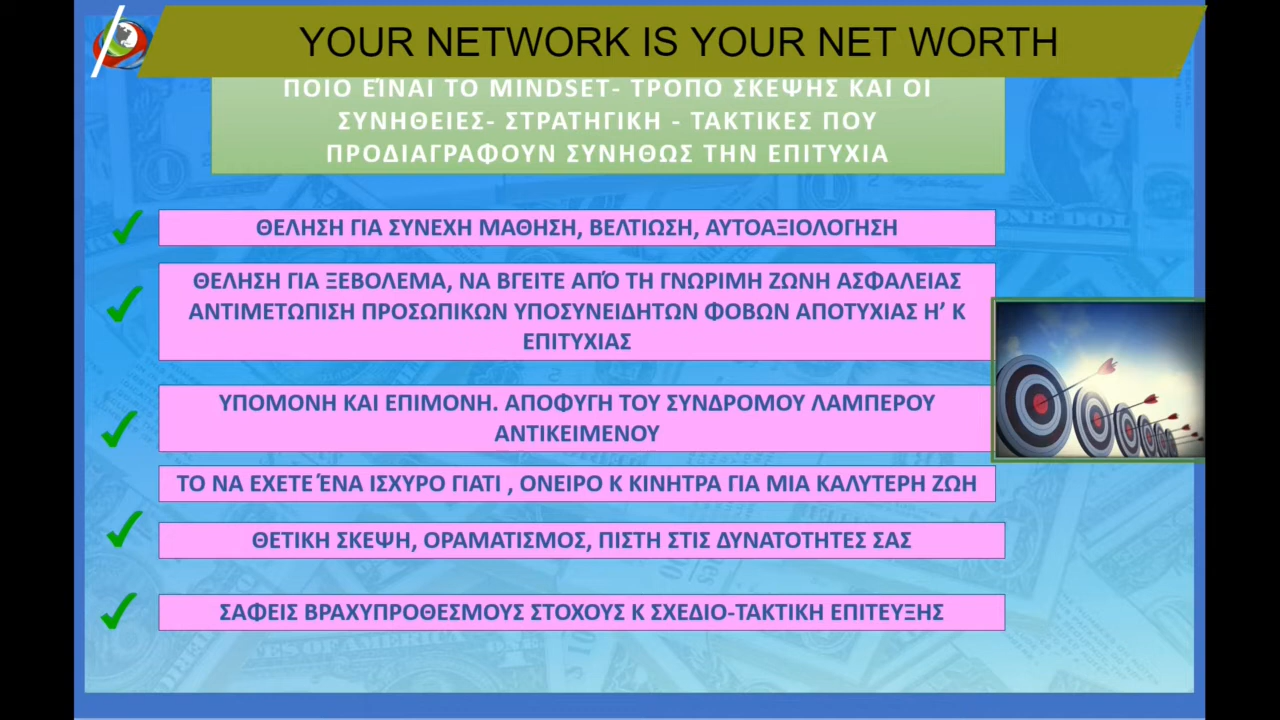 YOUR NETWORK IS YOUR NET WORTH
ΠΟΙΟ ΕΊΝΑΙ ΤΟ MINDSET- ΤΡΟΠΟ ΣΚΕΨΗΣ ΚΑΙ ΟΙ
ΣΥΝΗΘΕΙΕΣ- ΣΤΡΑΤΗΓΙΚΗ - ΤΑΚΤΙΚΕΣ ΠΟΥ
ΠΡΟΔΙΑΓΡΑΦΟΥΝ ΣΥΝΗΘΩΣ ΤΗΝ ΕΠΙΤΥΧΙΑ
ΘΕΛΗΣΗ ΓΙΑ ΣΥΝΕΧΗ ΜΑΘΗΣΗ, ΒΕΛΤΙΩΣΗ, ΑΥΤΟΑΞΙΟΛΟΓΗΣΗ
ΘΕΛΗΣΗ ΓΙΑ ΞΕΒΟΛΕΜΑ, ΝΑ ΒΓΕΙΤΕ ΑΠΌ ΤΗ ΓΝΩΡΙΜΗ ΖΩΝΗ ΑΣΦΑΛΕΙΑΣ
ΑΝΤΙΜΕΤΩΠΙΣΗ ΠΡΟΣΩΠΙΚΩΝ ΥΠΟΣΥΝΕΙΔΗΤΩΝ ΦΟΒΩΝ ΑΠΟΤΥΧΙΑΣ Η’ Κ
ΕΠΙΤΥΧΙΑΣ
ΥΠΟΜΟΝΗ ΚΑΙ ΕΠΙΜΟΝΗ. ΑΠΟΦΥΓΗ ΤΟΥ ΣΥΝΔΡΟΜΟΥ ΛΑΜΠΕΡΟΥ
ΑΝΤΙΚΕΙΜΕΝΟΥ
ΤΟ ΝΑ ΕΧΕΤΕ ΈΝΑ ΙΣΧΥΡΟ ΓΙΑΤΙ , ΟΝΕΙΡΟ Κ ΚΙΝΗΤΡΑ ΓΙΑ ΜΙΑ ΚΑΛΥΤΕΡΗ ΖΩΗ
ΘΕΤΙΚΗ ΣΚΕΨΗ, ΟΡΑΜΑΤΙΣΜΟΣ, ΠΙΣΤΗ ΣΤΙΣ ΔΥΝΑΤΟΤΗΤΕΣ ΣΑΣ
ΣΑΦΕΙΣ ΒΡΑΧΥΠΡΟΘΕΣΜΟΥΣ ΣΤΟΧΟΥΣ Κ ΣΧΕΔΙΟ-ΤΑΚΤΙΚΗ ΕΠΙΤΕΥΞΗΣ